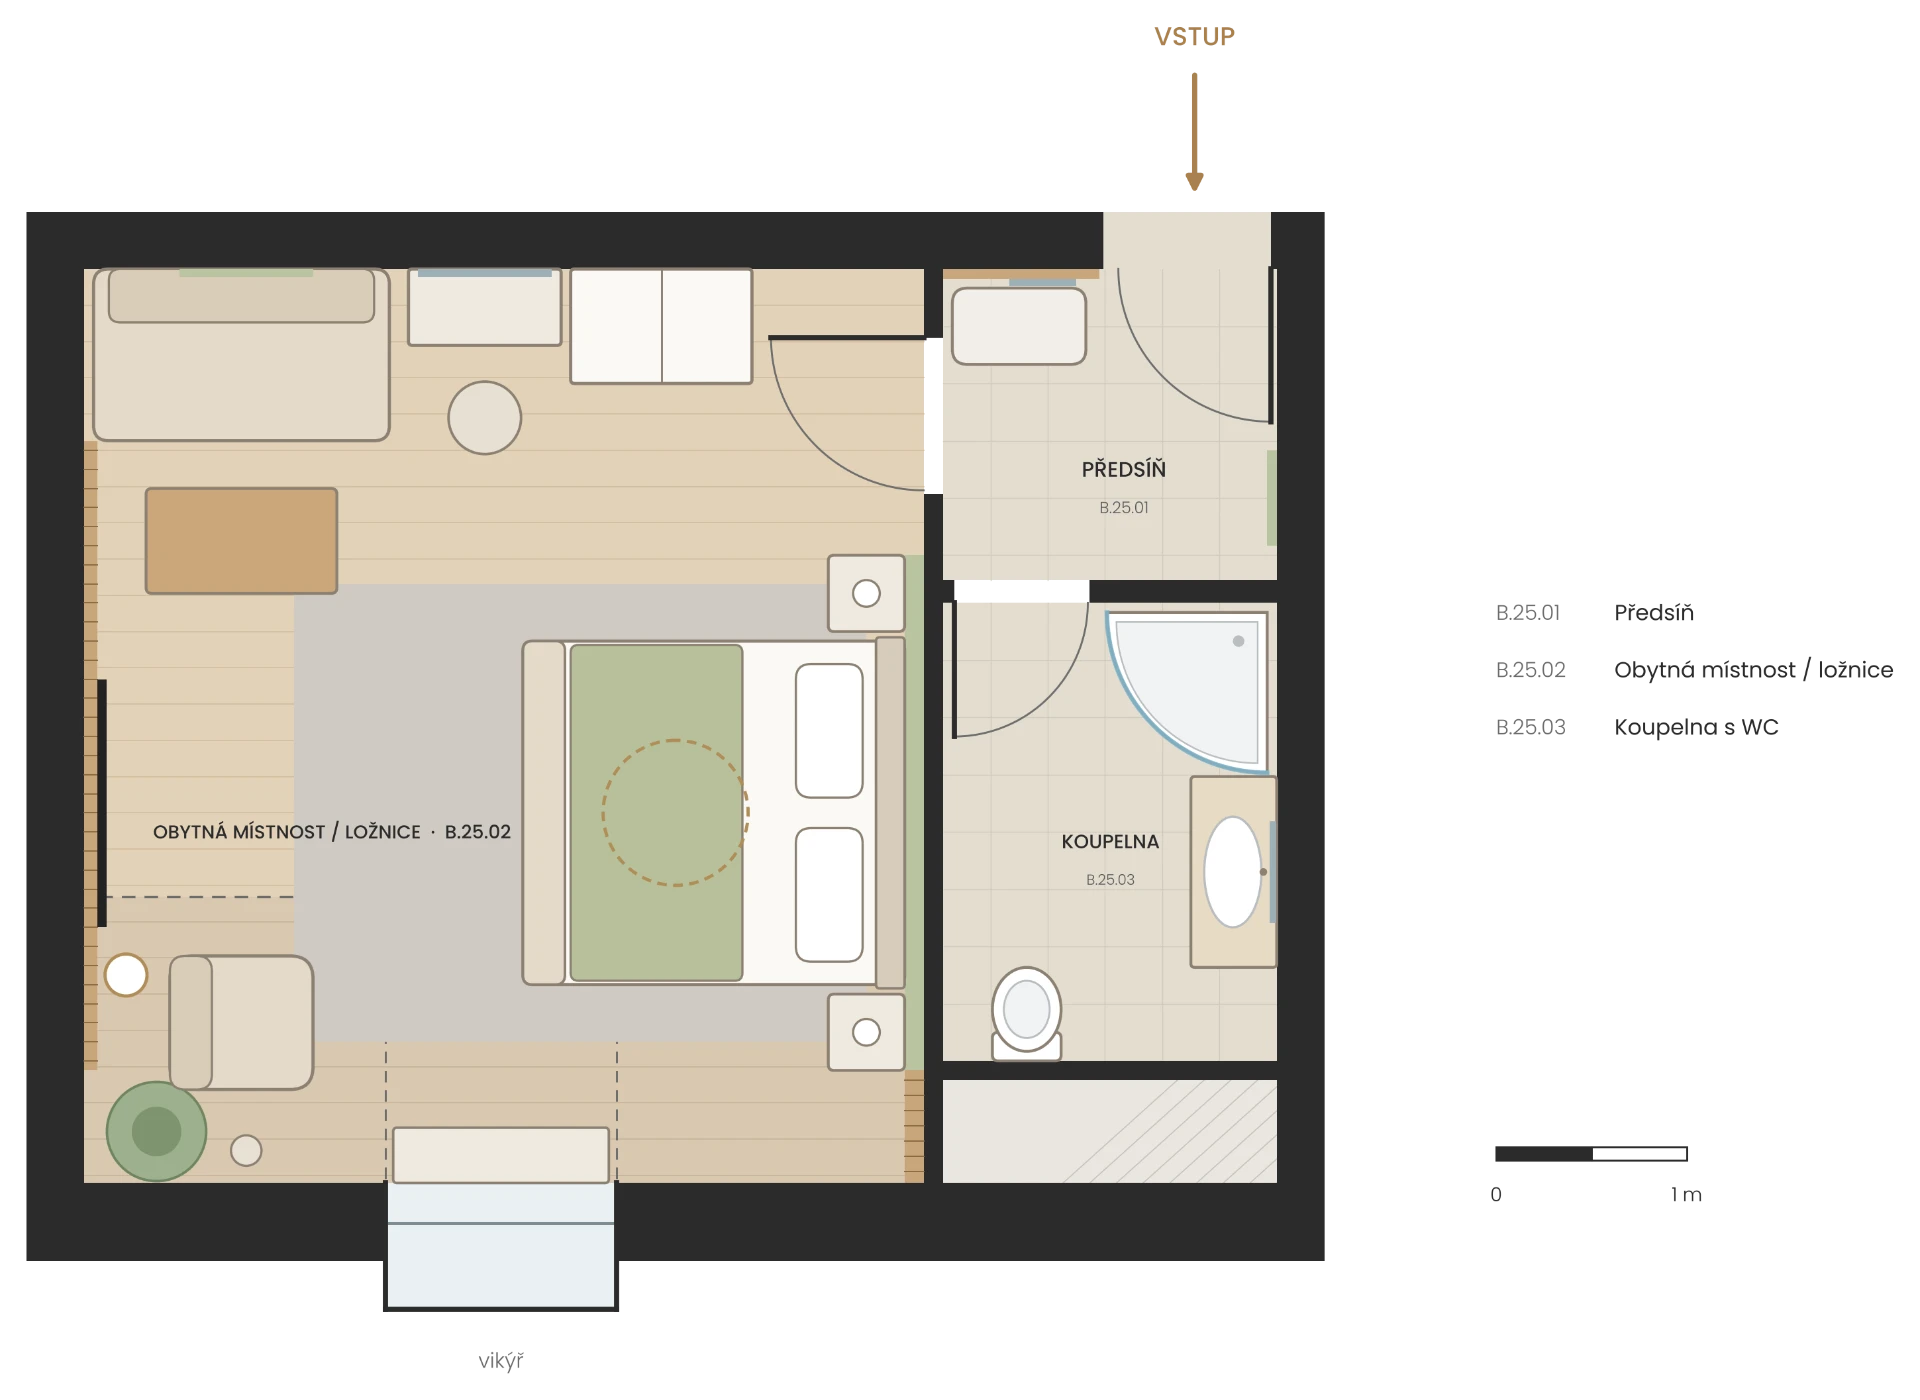 VSTUP
PŘEDSÍŇ
B.25.01
OBYTNÁ MÍSTNOST / LOŽNICE · B.25.02
KOUPELNA
B.25.03
B.25.01 Předsíň
B.25.02 Obytná místnost / ložnice
B.25.03 Koupelna s WC
0 1 m
vikýř